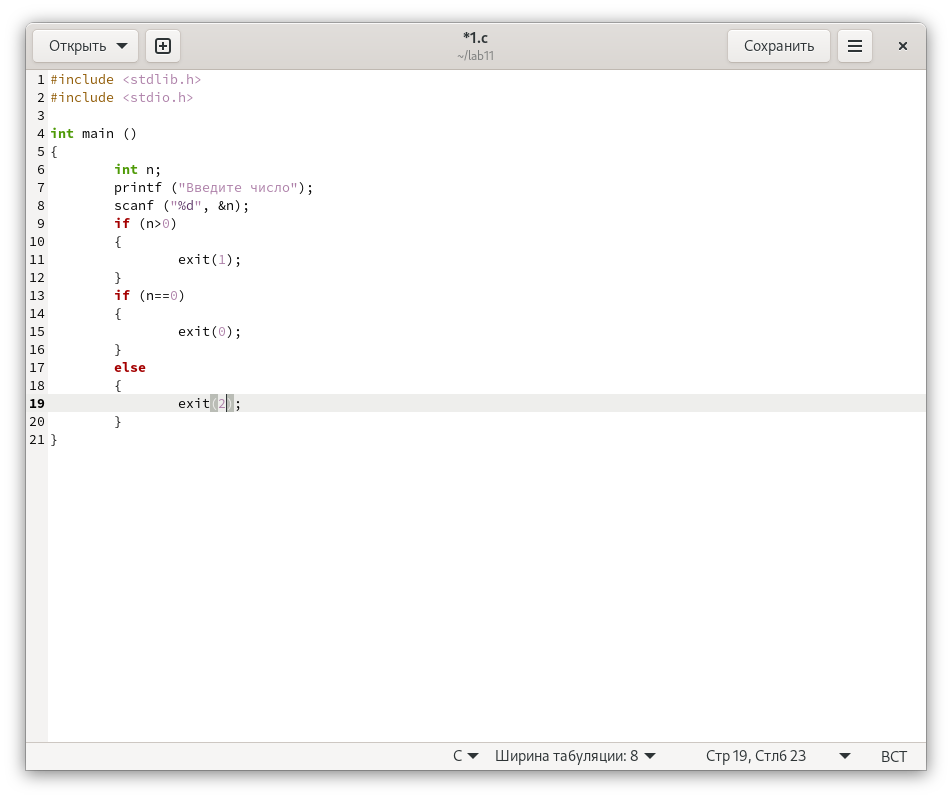 Открыть
*1.c
~/lab11
Сохранить
1 #include <stdlib.h>
2 #include <stdio.h>
3
4 int main ()
5 {
6         int n;
7         printf ("Введите число");
8         scanf ("%d", &n);
9         if (n>0)
10         {
11                 exit(1);
12         }
13         if (n==0)
14         {
15                 exit(0);
16         }
17         else
18         {
19                 exit(2);
20         }
21 }
C
Ширина табуляции: 8
Стр 19, Стлб 23
ВСТ